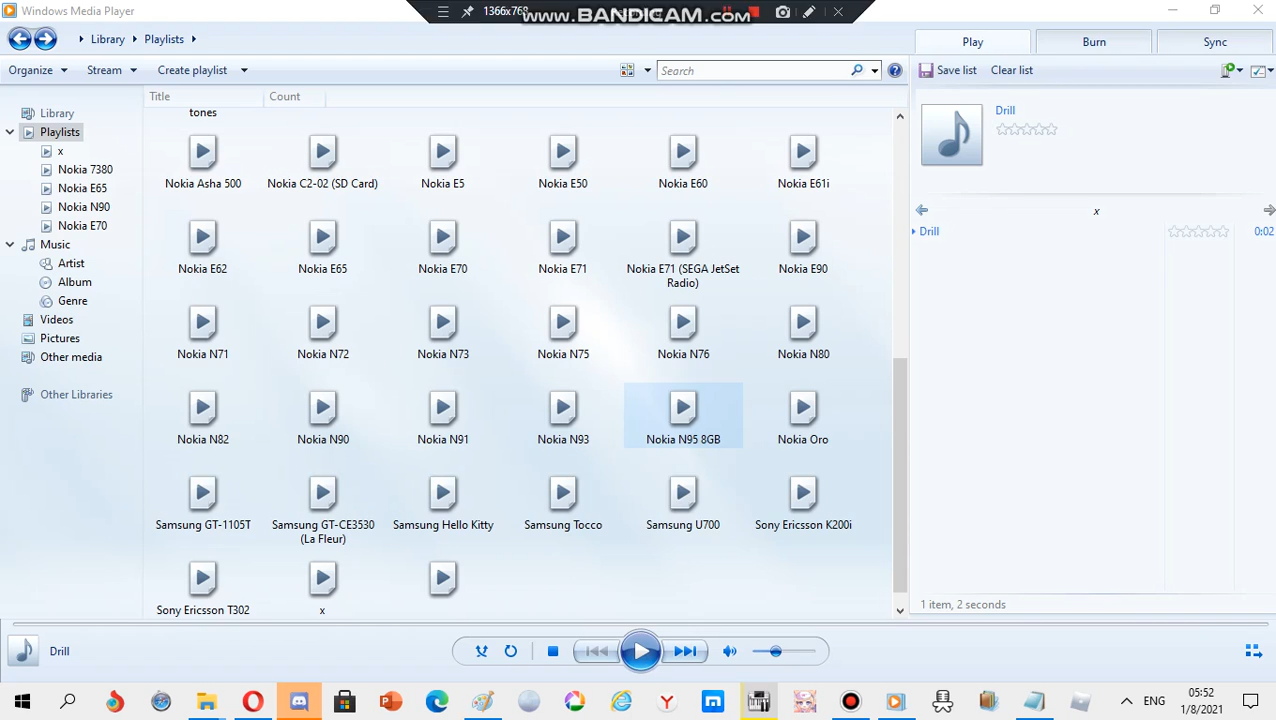 Windows Media Player
1366x768
www.BANDICAM.com
Library Playlists
Play Burn Sync
Organize Stream Create playlist
Search
Save list Clear list
Title Count
Library
Playlists
x
Nokia 7380
Nokia E65
Nokia N90
Nokia E70
Music
Artist
Album
Genre
Videos
Pictures
Other media
Other Libraries
tones
Nokia Asha 500 Nokia C2-02 (SD Card) Nokia E5 Nokia E50 Nokia E60 Nokia E61i
Nokia E62 Nokia E65 Nokia E70 Nokia E71 Nokia E71 (SEGA JetSet Nokia E90
Radio)
Nokia N71 Nokia N72 Nokia N73 Nokia N75 Nokia N76 Nokia N80
Nokia N82 Nokia N90 Nokia N91 Nokia N93 Nokia N95 8GB Nokia Oro
Samsung GT-1105T Samsung GT-CE3530 Samsung Hello Kitty Samsung Tocco Samsung U700 Sony Ericsson K200i
(La Fleur)
Sony Ericsson T302 x
Drill
x
Drill 0:02
1 item, 2 seconds
Drill
ENG
05:52
1/8/2021